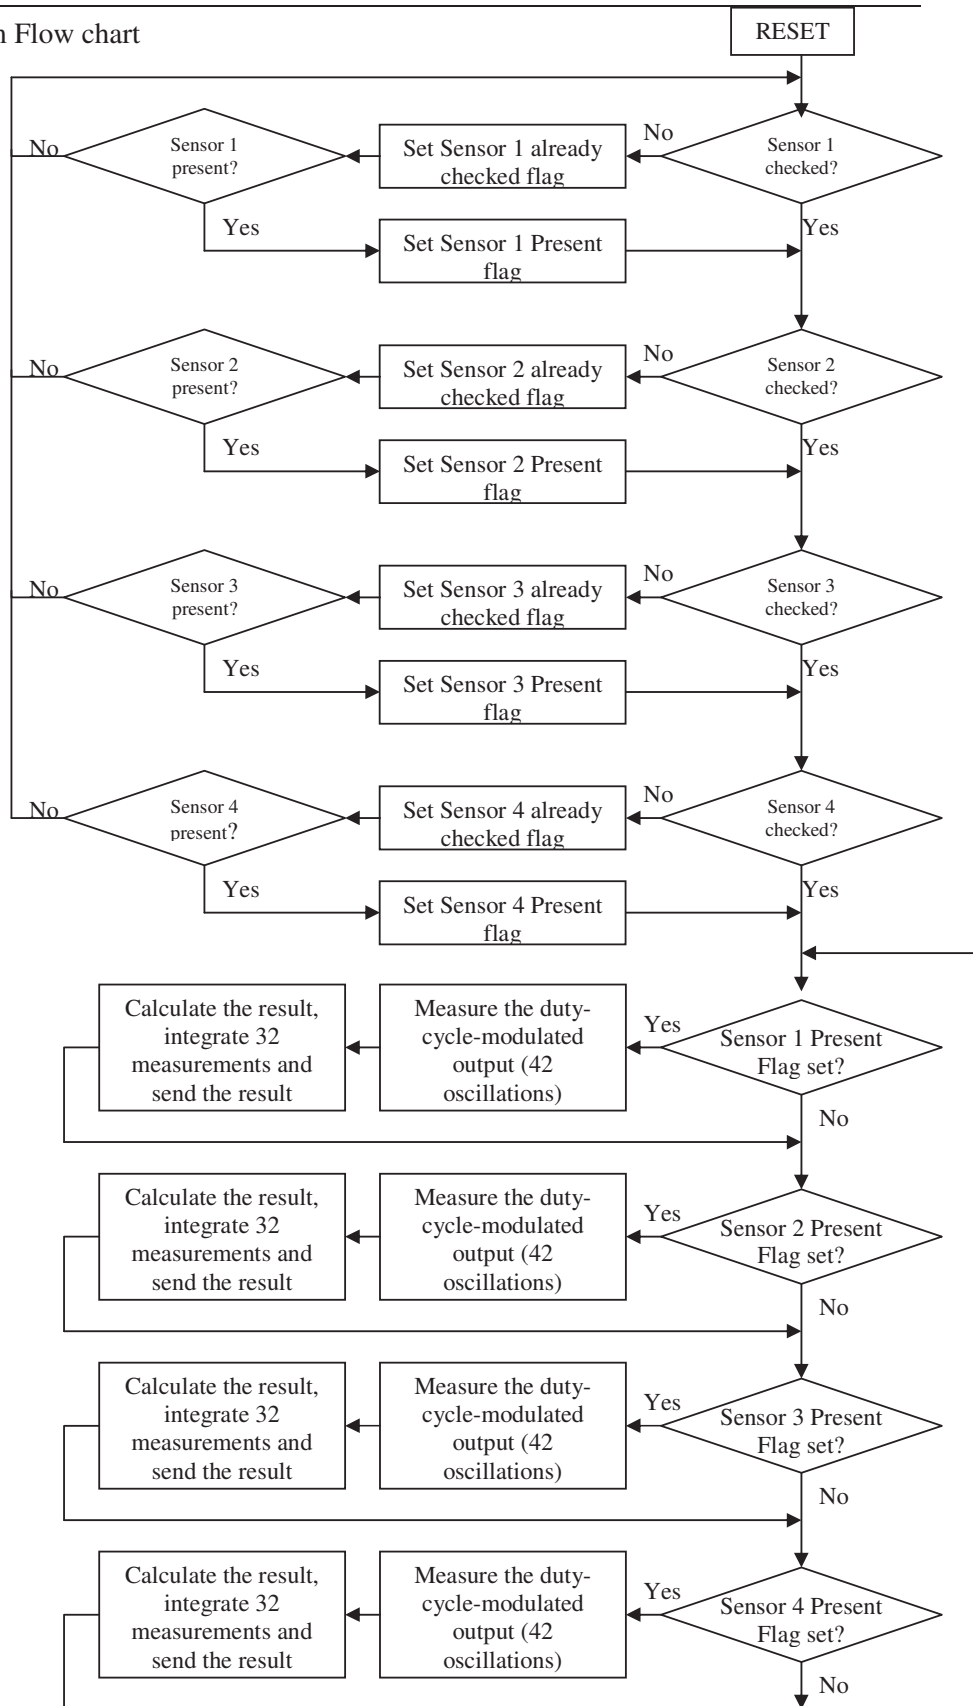 n Flow chart
RESET
No
Sensor 1
present?
Set Sensor 1 already
checked flag
No
Sensor 1
checked?
Yes
Set Sensor 1 Present
flag
Yes
No
Sensor 2
present?
Set Sensor 2 already
checked flag
No
Sensor 2
checked?
Yes
Set Sensor 2 Present
flag
Yes
No
Sensor 3
present?
Set Sensor 3 already
checked flag
No
Sensor 3
checked?
Yes
Set Sensor 3 Present
flag
Yes
No
Sensor 4
present?
Set Sensor 4 already
checked flag
No
Sensor 4
checked?
Yes
Set Sensor 4 Present
flag
Yes
Calculate the result,
integrate 32
measurements and
send the result
Measure the duty-
cycle-modulated
output (42
oscillations)
Yes
Sensor 1 Present
Flag set?
No
Calculate the result,
integrate 32
measurements and
send the result
Measure the duty-
cycle-modulated
output (42
oscillations)
Yes
Sensor 2 Present
Flag set?
No
Calculate the result,
integrate 32
measurements and
send the result
Measure the duty-
cycle-modulated
output (42
oscillations)
Yes
Sensor 3 Present
Flag set?
No
Calculate the result,
integrate 32
measurements and
send the result
Measure the duty-
cycle-modulated
output (42
oscillations)
Yes
Sensor 4 Present
Flag set?
No